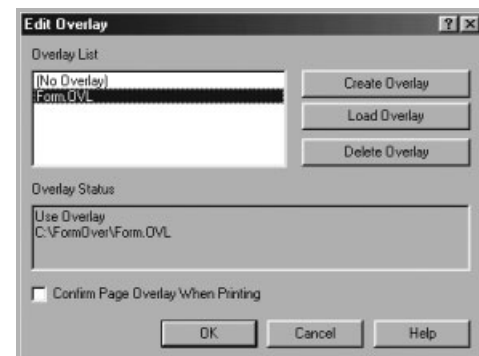 Edit Overlay
Overlay List
(No Overlay)
Form.OVL
Create Overlay
Load Overlay
Delete Overlay
Overlay Status
Use Overlay
C:\FormOver\Form.OVL
Confirm Page Overlay When Printing
OK Cancel Help